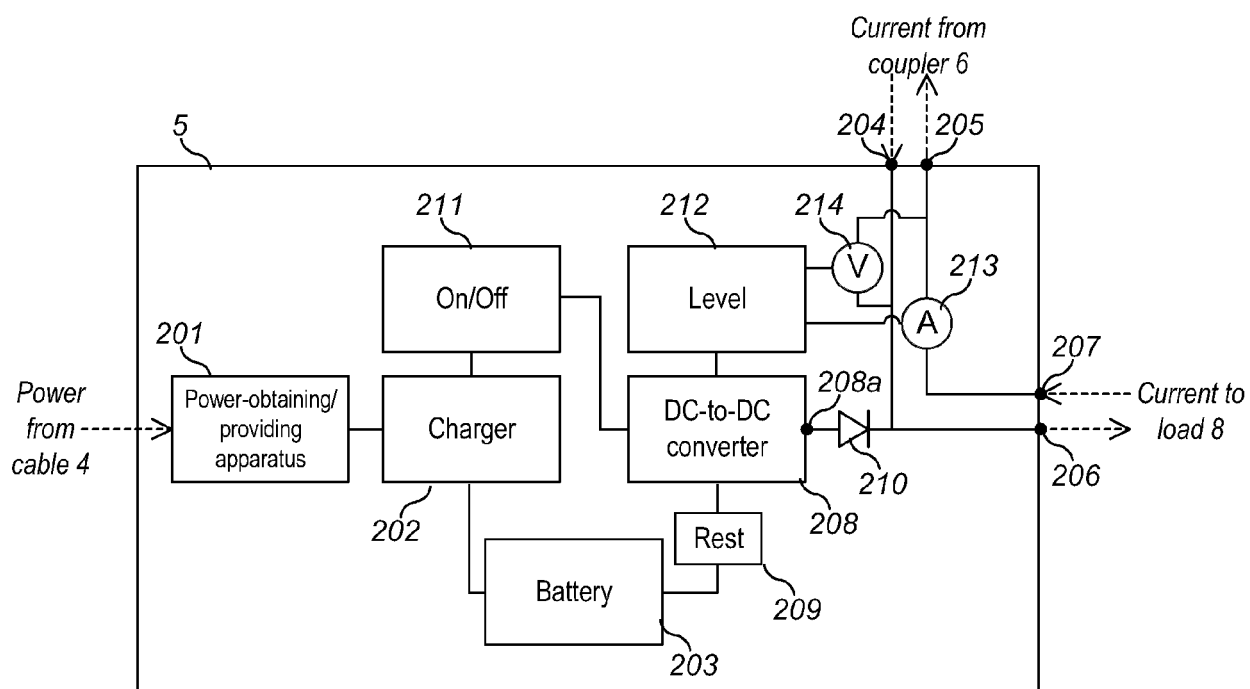 Current from
coupler 6
5
204
205
211
212
214
V
213
On/Off
Level
A
201
207
Power
from
cable 4
Power-obtaining/
providing
apparatus
Charger
DC-to-DC
converter
208a
Current to
load 8
210
206
202
208
Rest
Battery
209
203